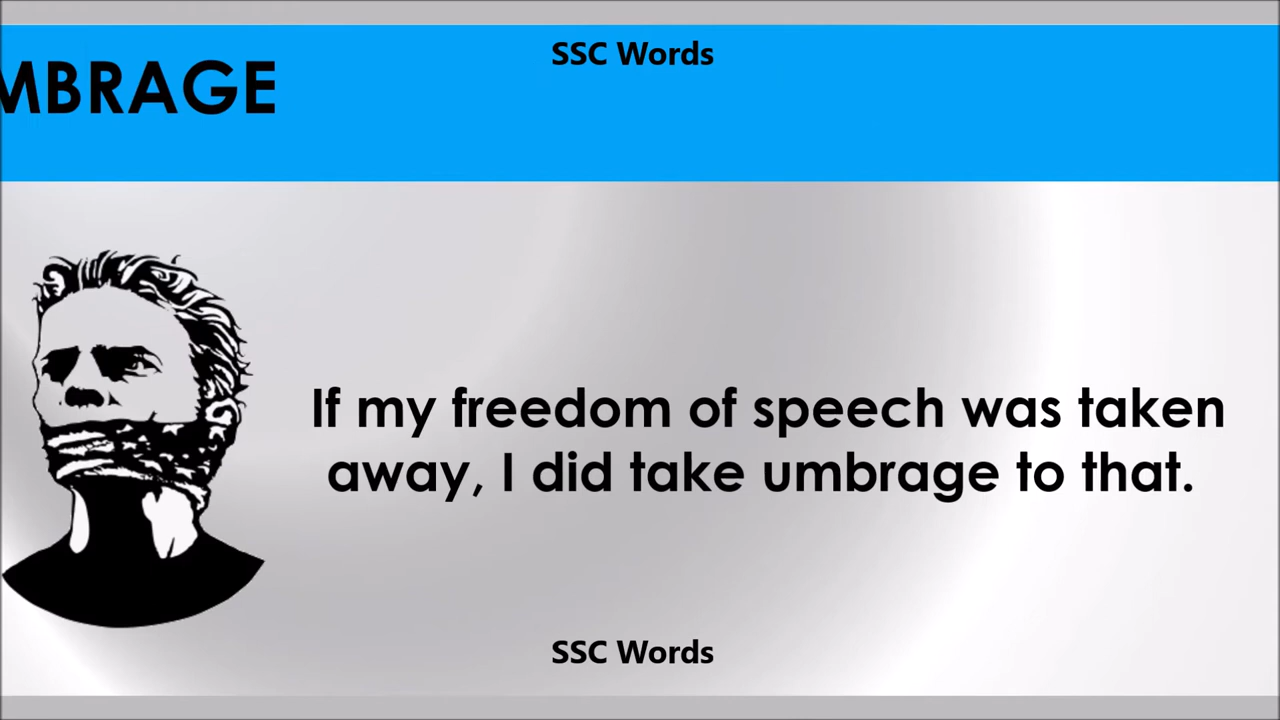 SSC Words
MBRAGE
If my freedom of speech was taken
away, I did take umbrage to that.
SSC Words